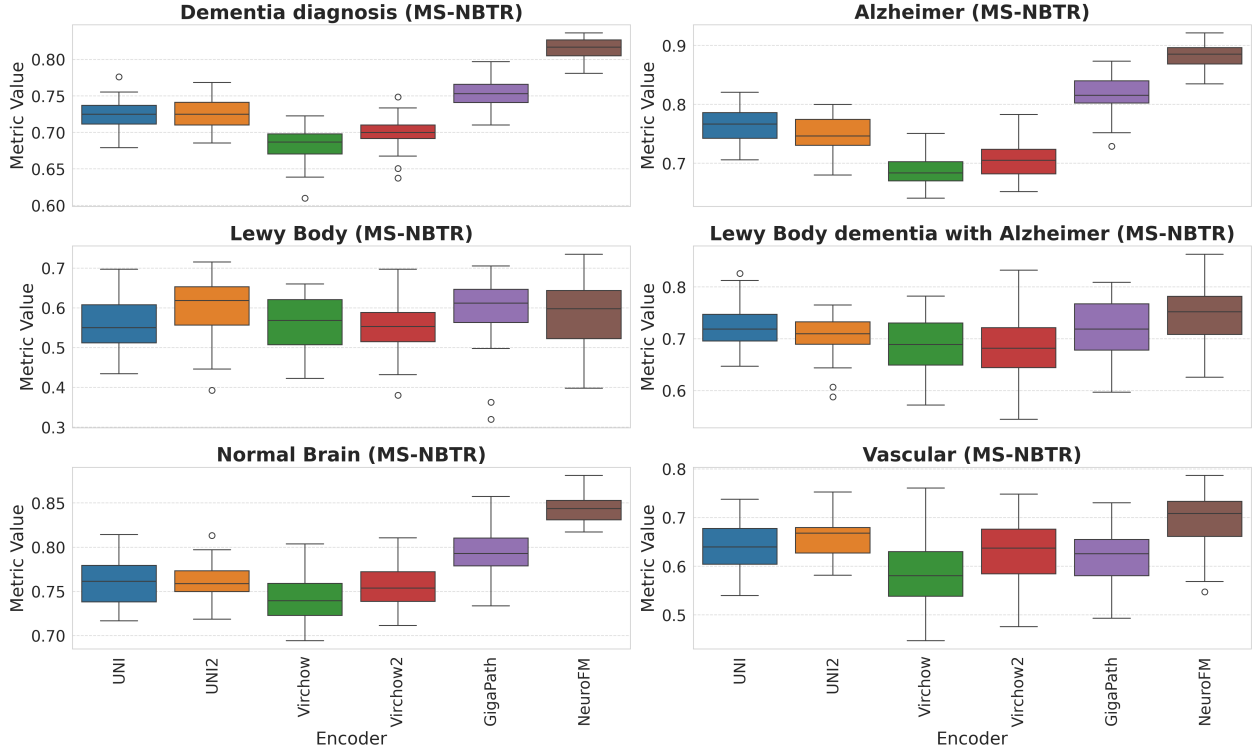 Dementia diagnosis (MS-NBTR)
Alzheimer (MS-NBTR)
Metric Value
0.80
0.75
0.70
0.65
0.60
Metric Value
0.9
0.8
0.7
Lewy Body (MS-NBTR)
Lewy Body dementia with Alzheimer (MS-NBTR)
Metric Value
0.7
0.6
0.5
0.4
0.3
Metric Value
0.8
0.7
0.6
Normal Brain (MS-NBTR)
Vascular (MS-NBTR)
Metric Value
0.85
0.80
0.75
0.70
Metric Value
0.8
0.7
0.6
0.5
UNI
UNI2
Virchow
Virchow2
GigaPath
NeuroFM
Encoder
UNI
UNI2
Virchow
Virchow2
GigaPath
NeuroFM
Encoder